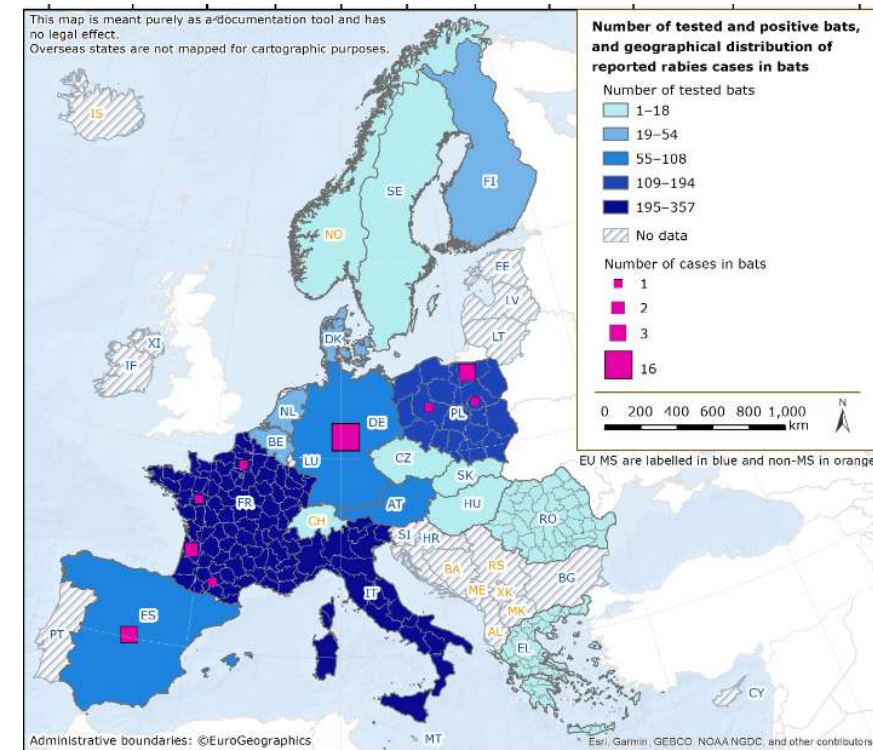 This map is meant purely as a documentation tool and has
no legal effect.
Overseas states are not mapped for cartographic purposes.
Number of tested and positive bats,
and geographical distribution of
reported rabies cases in bats
Number of tested bats
1–18
19–54
55–108
109–194
195–357
No data
Number of cases in bats
1
2
3
16
N
0 200 400 600 800 1,000
km
EU MS are labelled in blue and non-MS in orange
IS
FI
SE
NO
EE
LV
LT
DK
XI
IE
NL
DE
PL
BE
LU
CZ
SK
FR
AT
HU
CH
RO
SI
HR
BA
RS
BG
IT
ME
XK
MK
ES
AL
PT
EL
CY
MT
Administrative boundaries: ©EuroGeographics
Esri, Garmin, GEBCO, NOAA NGDC, and other contributors